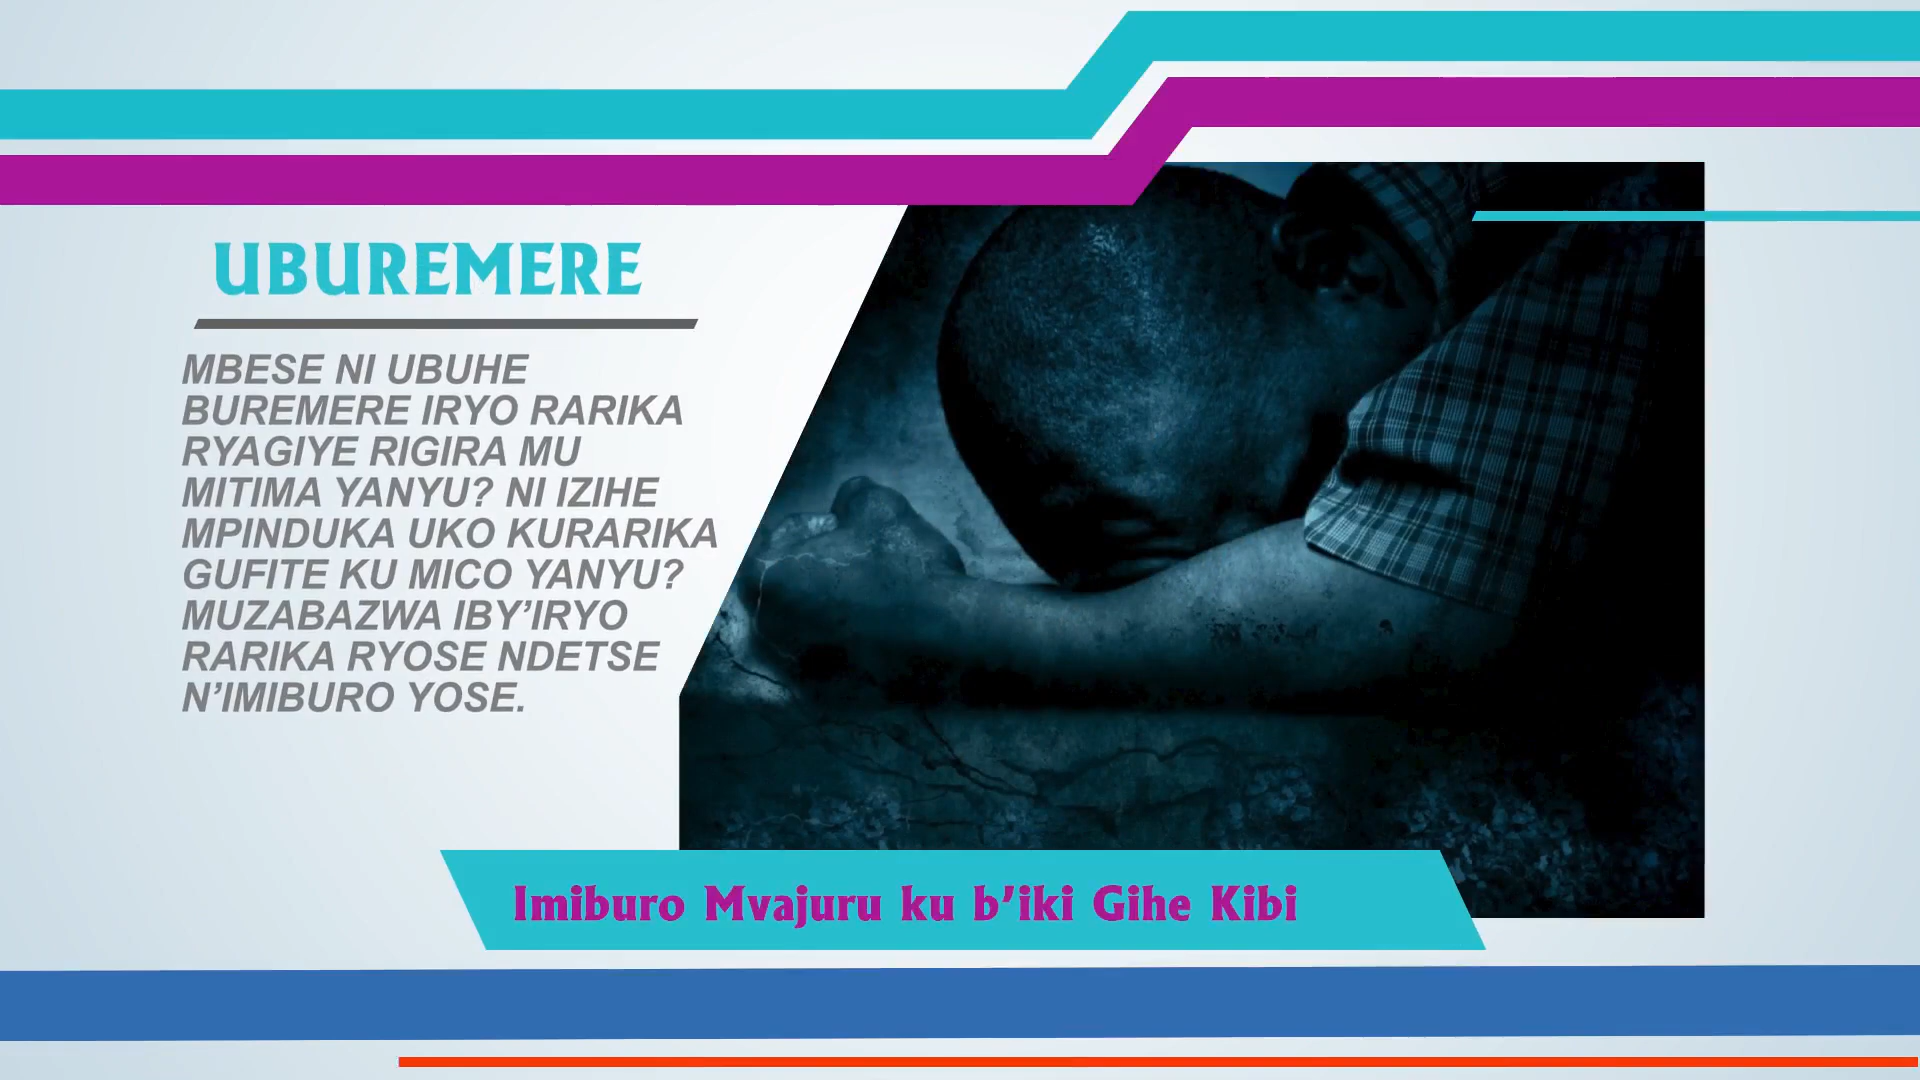 UBUREMERE
MBESE NI UBUHE
BUREMERE IRYO RARIKA
RYAGIYE RIGIRA MU
MITIMA YANYU? NI IZIHE
MPINDUKA UKO KURARIKA
GUFITE KU MICO YANYU?
MUZABAZWA IBY’IRYO
RARIKA RYOSE NDETSE
N’IMIBURO YOSE.
Imiburo Mvajuru ku b’iki Gihe Kibi